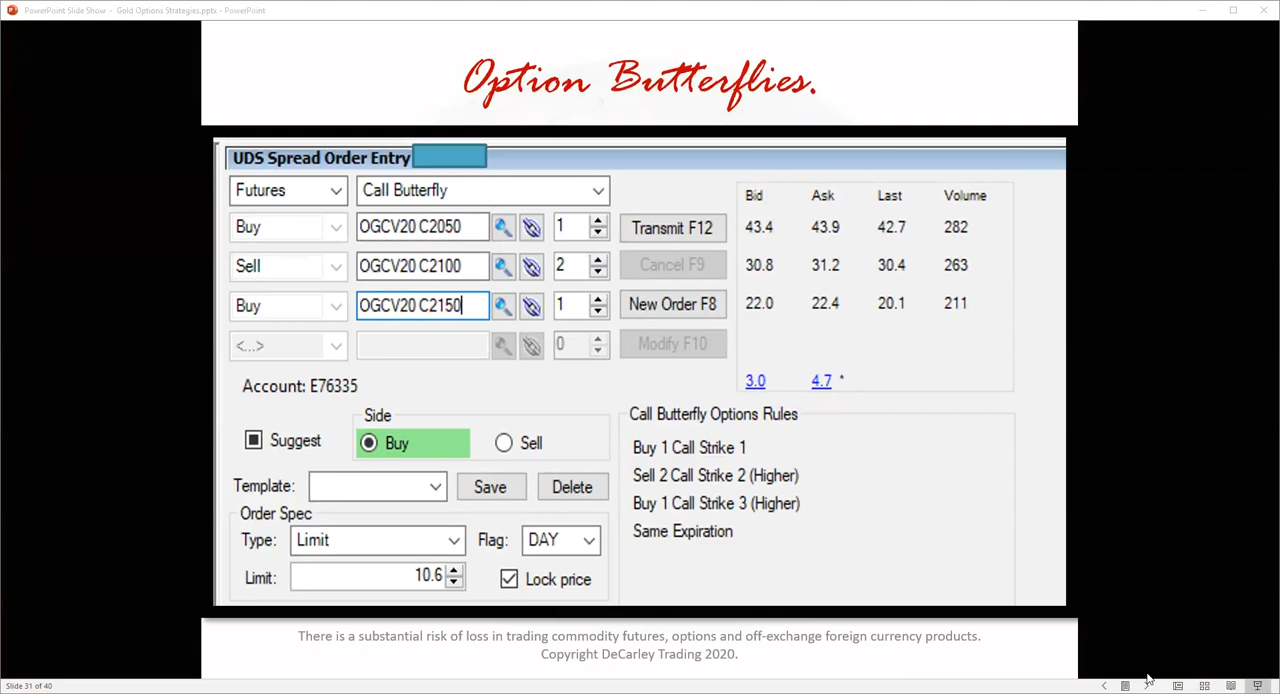 PowerPoint Slide Show - Gold Options Strategies.pptx - PowerPoint
Option Butterflies.
UDS Spread Order Entry
Futures Call Butterfly
Bid Ask Last Volume
Buy OGCV20 C2050 1 Transmit F12 43.4 43.9 42.7 282
Sell OGCV20 C2100 2 Cancel F9 30.8 31.2 30.4 263
Buy OGCV20 C2150 1 New Order F8 22.0 22.4 20.1 211
<...> 0 Modify F10
3.0 4.7 *
Account: E76335
Side
Suggest Buy Sell
Template: Save Delete
Order Spec
Type: Limit Flag: DAY
Limit: 10.6 Lock price
Call Butterfly Options Rules
Buy 1 Call Strike 1
Sell 2 Call Strike 2 (Higher)
Buy 1 Call Strike 3 (Higher)
Same Expiration
There is a substantial risk of loss in trading commodity futures, options and off-exchange foreign currency products.
Copyright DeCarley Trading 2020.
Slide 31 of 40